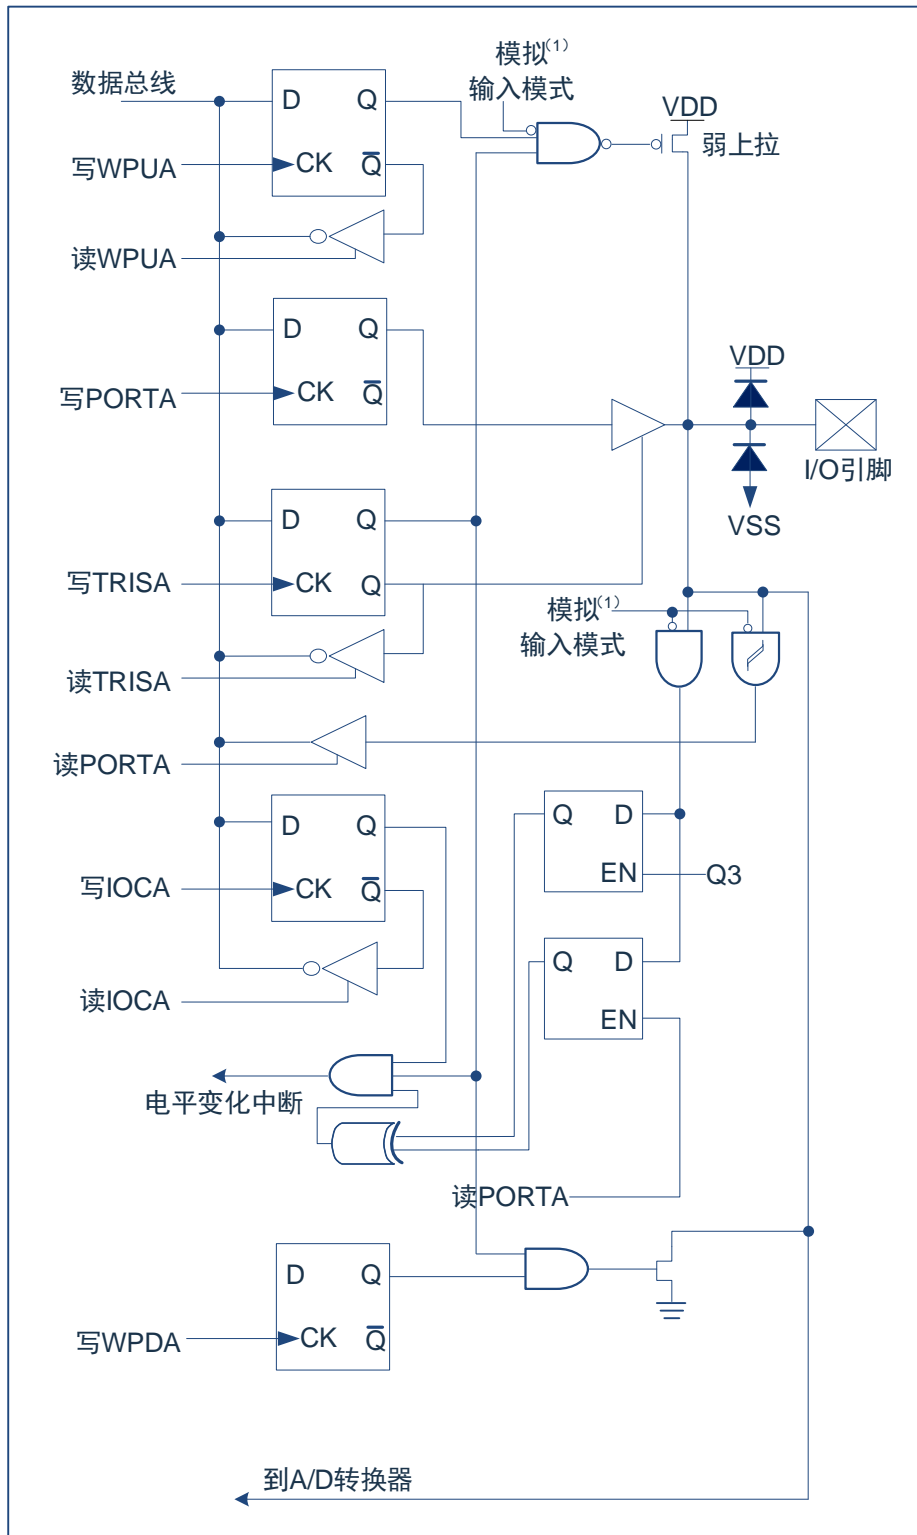 数据总线
D Q
模拟(1)
输入模式
VDD
弱上拉
写WPUA
CK Q̅
读WPUA
D Q
写PORTA
CK Q̅
VDD
I/O引脚
VSS
D Q
写TRISA
CK Q
模拟(1)
输入模式
读TRISA
读PORTA
D Q
Q D
写IOCA
CK Q̅
EN
Q3
Q D
读IOCA
EN
电平变化中断
读PORTA
D Q
写WPDA
CK Q̅
到A/D转换器